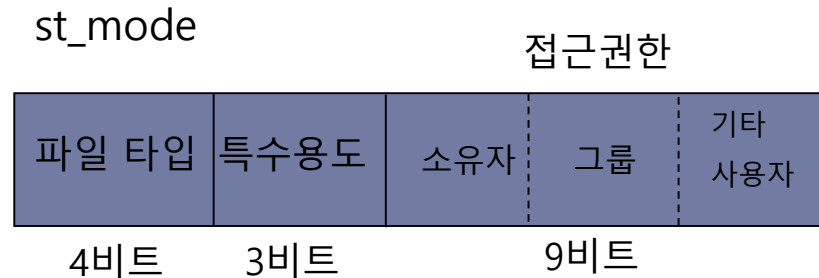 st_mode
접근권한
파일 타입
특수용도
소유자
그룹
기타
사용자
4비트
3비트
9비트